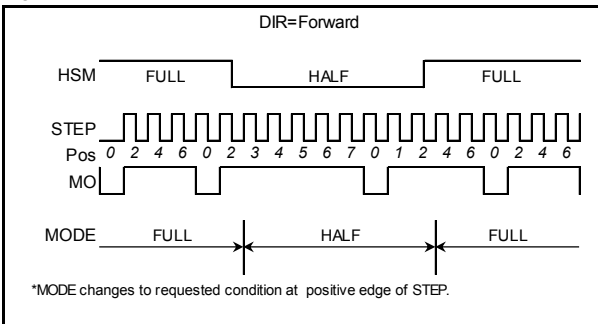 DIR=Forward
HSM FULL HALF FULL
STEP
Pos 0 2 4 6 0 2 3 4 5 6 7 0 1 2 4 6 0 2 4 6
MO
MODE FULL HALF FULL
*MODE changes to requested condition at positive edge of STEP.